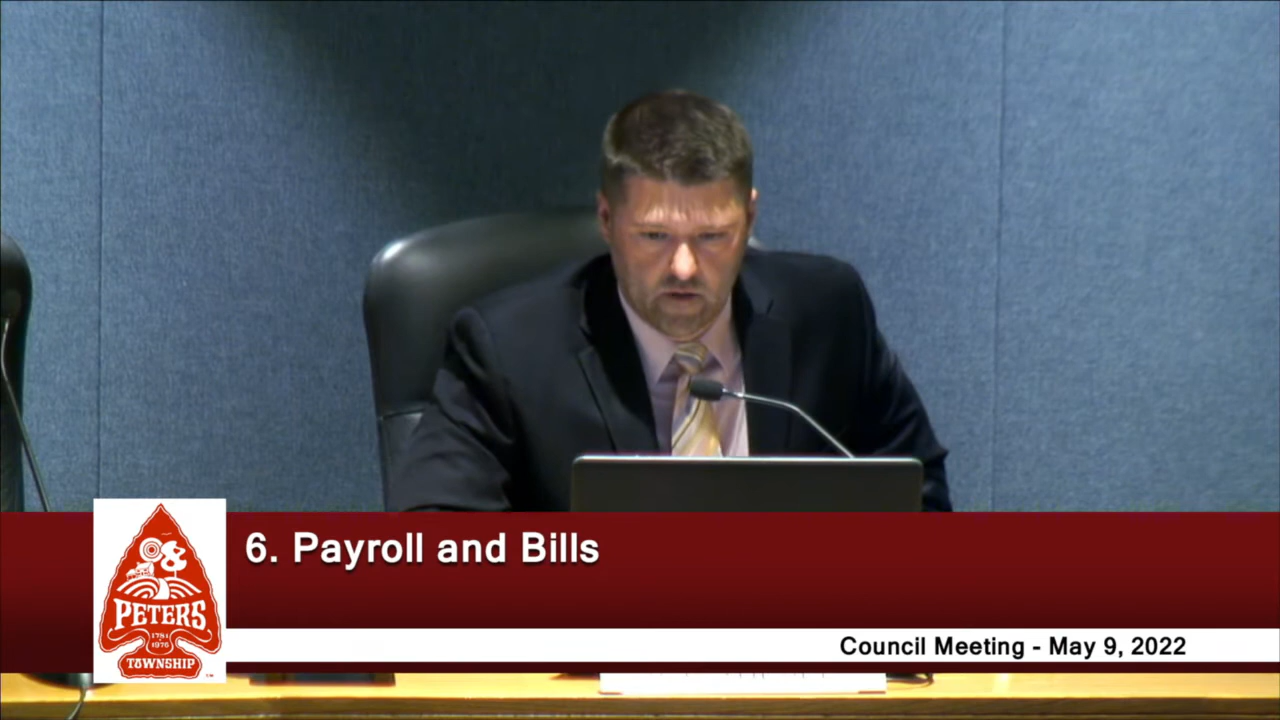 6. Payroll and Bills
PETERS
1781
1976
TOWNSHIP
Council Meeting - May 9, 2022